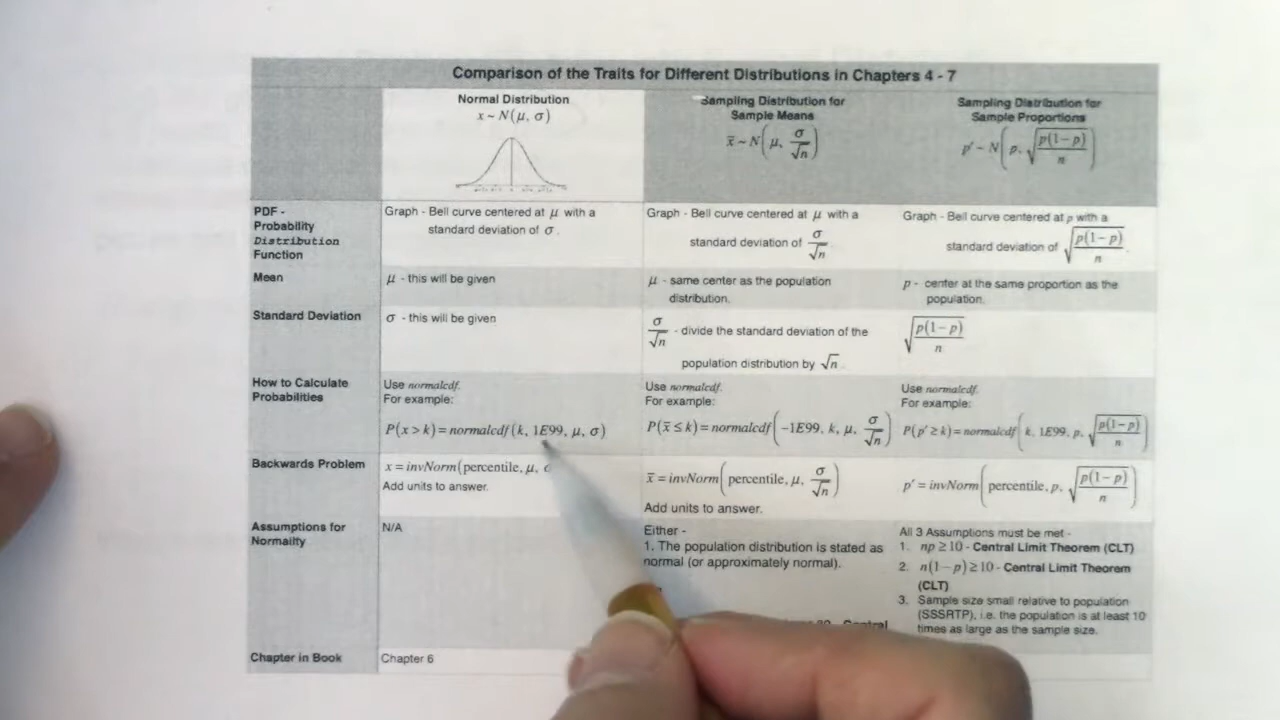 Comparison of the Traits for Different Distributions in Chapters 4 - 7
Normal Distribution
x ~ N(μ, σ)
Sampling Distribution for
Sample Means
x̄ ~ N(μ, σ/√n)
Sampling Distribution for
Sample Proportions
p′ ~ N(p, √(p(1−p)/n))
PDF -
Probability
Distribution
Function
Graph - Bell curve centered at μ with a
standard deviation of σ.
Graph - Bell curve centered at μ with a
standard deviation of σ/√n
Graph - Bell curve centered at p with a
standard deviation of √(p(1−p)/n).
Mean
μ - this will be given
μ - same center as the population
distribution.
p - center at the same proportion as the
population.
Standard Deviation
σ - this will be given
σ/√n - divide the standard deviation of the
population distribution by √n.
√(p(1−p)/n)
How to Calculate
Probabilities
Use normalcdf.
For example:
P(x > k) = normalcdf(k, 1E99, μ, σ)
Use normalcdf.
For example:
P(x̄ ≤ k) = normalcdf(−1E99, k, μ, σ/√n)
Use normalcdf.
For example:
P(p′ ≥ k) = normalcdf(k, 1E99, p, √(p(1−p)/n))
Backwards Problem
x = invNorm(percentile, μ,
Add units to answer.
x̄ = invNorm(percentile, μ, σ/√n)
Add units to answer.
p′ = invNorm(percentile, p, √(p(1−p)/n))
Assumptions for
Normality
N/A
Either -
1. The population distribution is stated as
normal (or approximately normal).
Central
All 3 Assumptions must be met -
1. np ≥ 10 - Central Limit Theorem (CLT)
2. n(1−p) ≥ 10 - Central Limit Theorem
(CLT)
3. Sample size small relative to population
(SSSRTP), i.e. the population is at least 10
times as large as the sample size.
Chapter in Book
Chapter 6